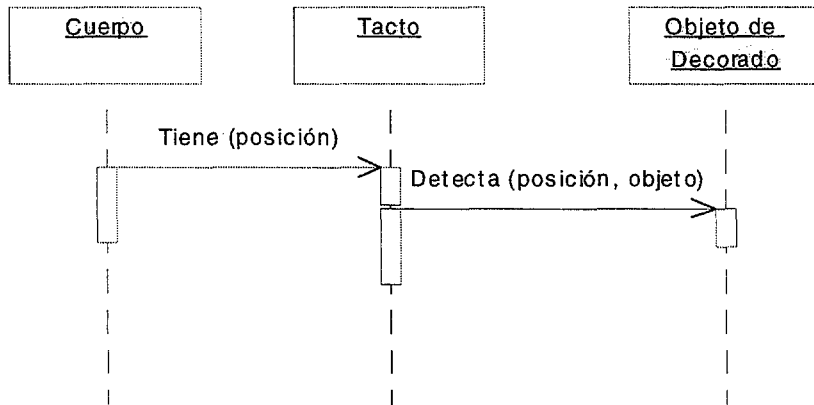 Cuerpo
Tacto
Objeto de
Decorado
Tiene (posición)
Detecta (posición, objeto)